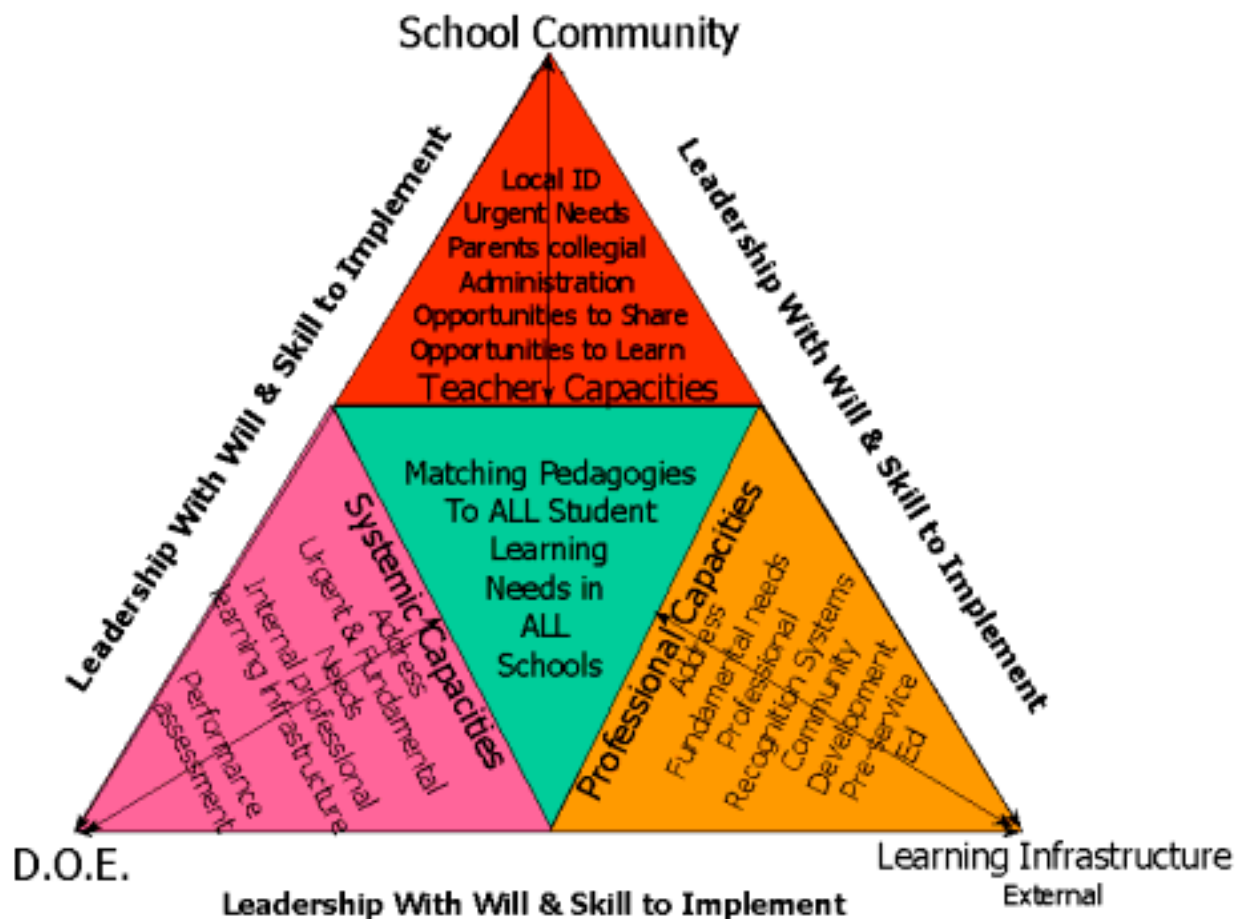 School Community
Leadership With Will & Skill to Implement
Leadership With Will & Skill to Implement
Local ID
Urgent Needs
Parents collegial
Administration
Opportunities to Share
Opportunities to Learn
Teacher Capacities
Matching Pedagogies
To ALL Student
Learning
Needs in
ALL
Schools
Systemic Capacities
Address
Urgent & Fundamental
Needs
Internal professional
learning Infrastructure
Performance
assessment
Professional Capacities
Address
Fundamental needs
Professional
Recognition Systems
Community
Development
Pre-service
Ed
D.O.E.
Learning Infrastructure
External
Leadership With Will & Skill to Implement